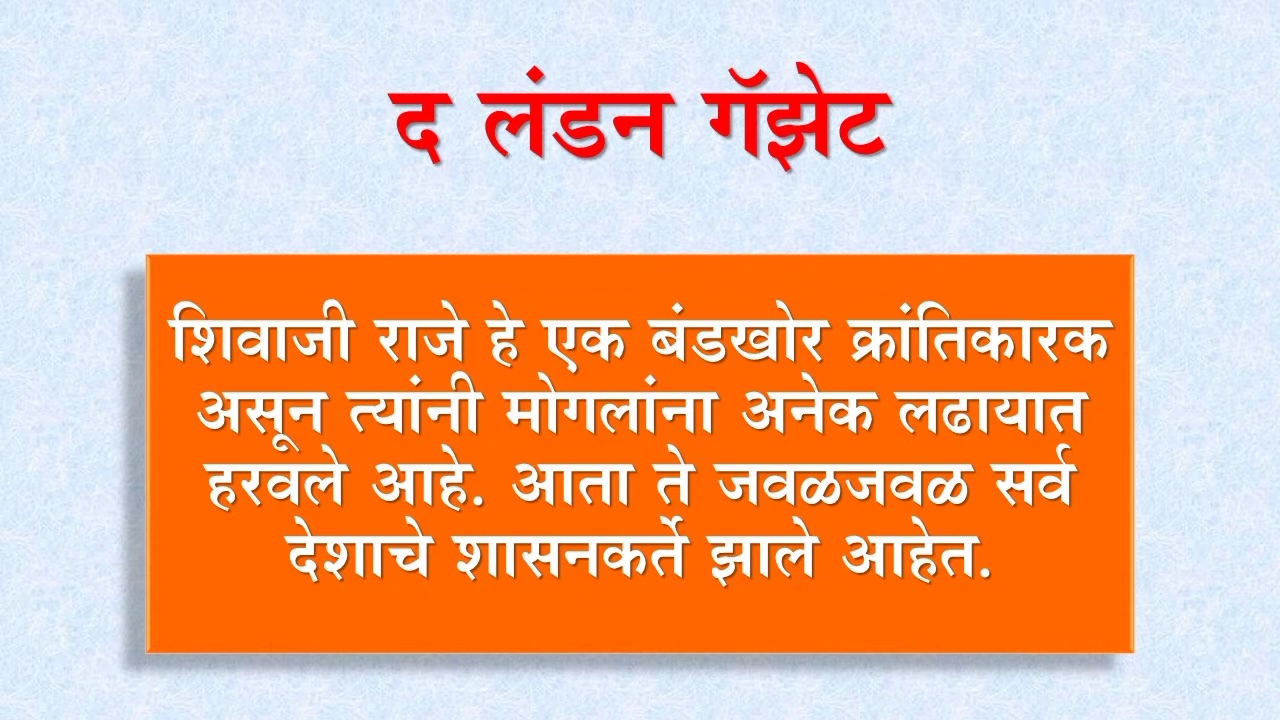 द लंडन गॅझेट
शिवाजी राजे हे एक बंडखोर क्रांतिकारक
असून त्यांनी मोगलांना अनेक लढायात
हरवले आहे. आता ते जवळजवळ सर्व
देशाचे शासनकर्ते झाले आहेत.